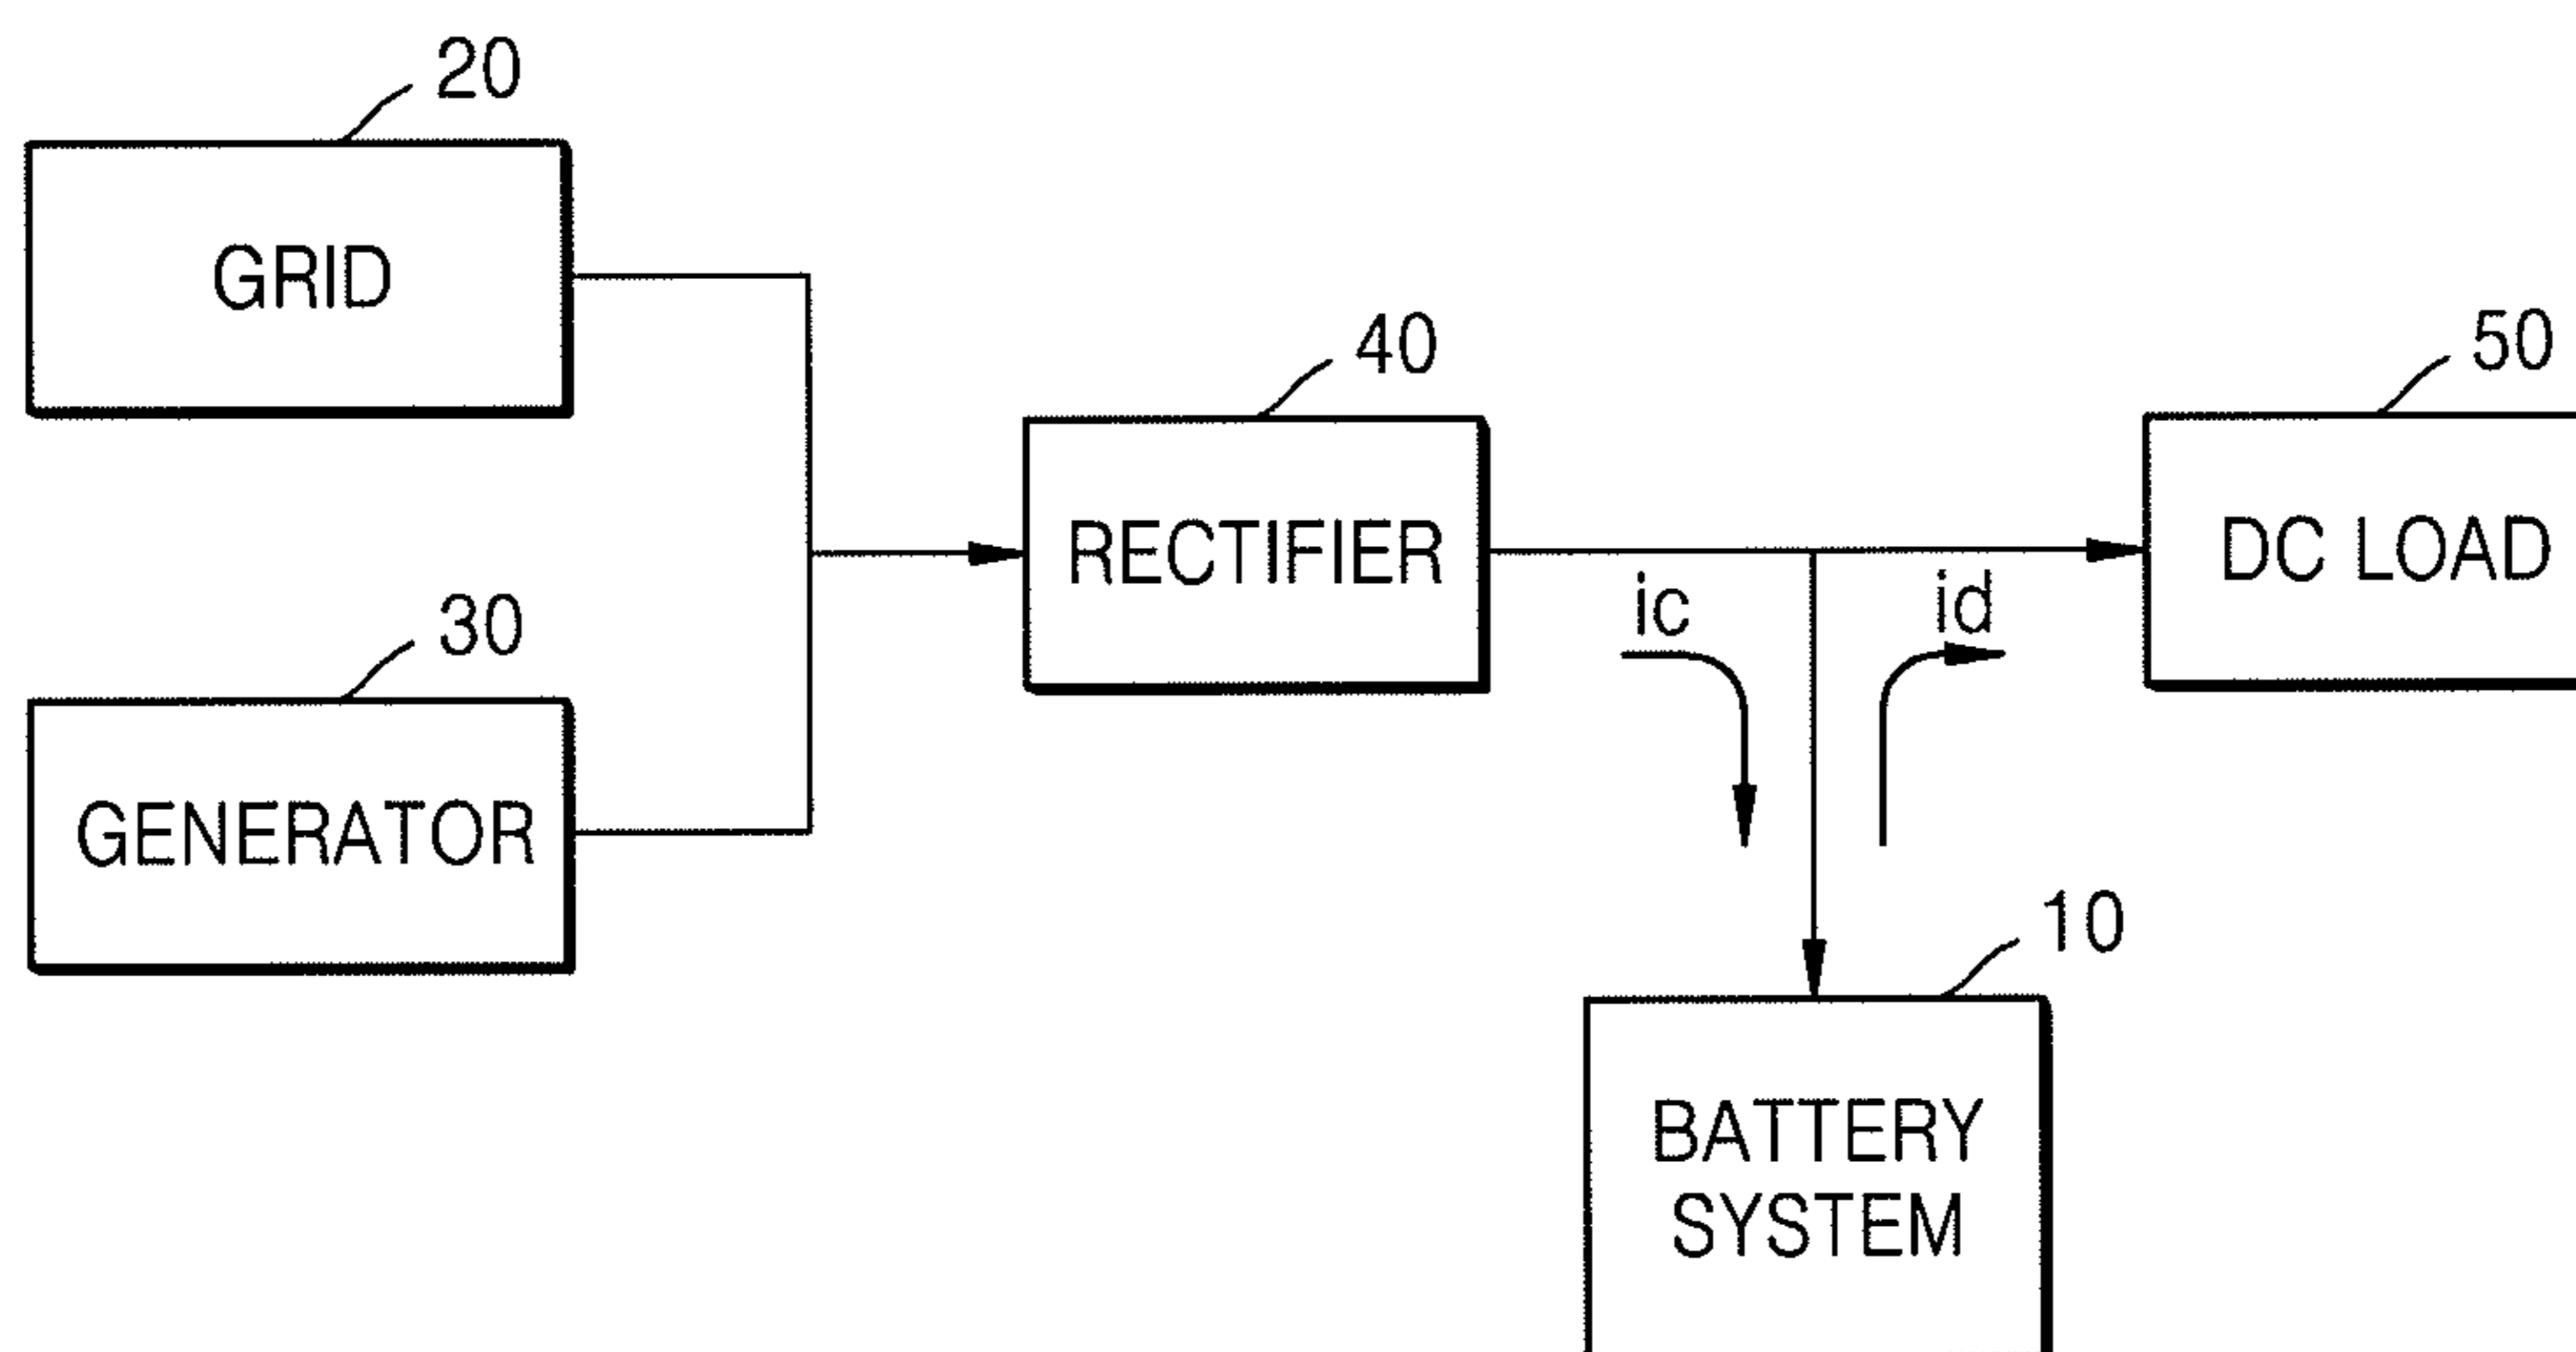 20
GRID
40
50
RECTIFIER
DC LOAD
ic
id
30
GENERATOR
10
BATTERY
SYSTEM